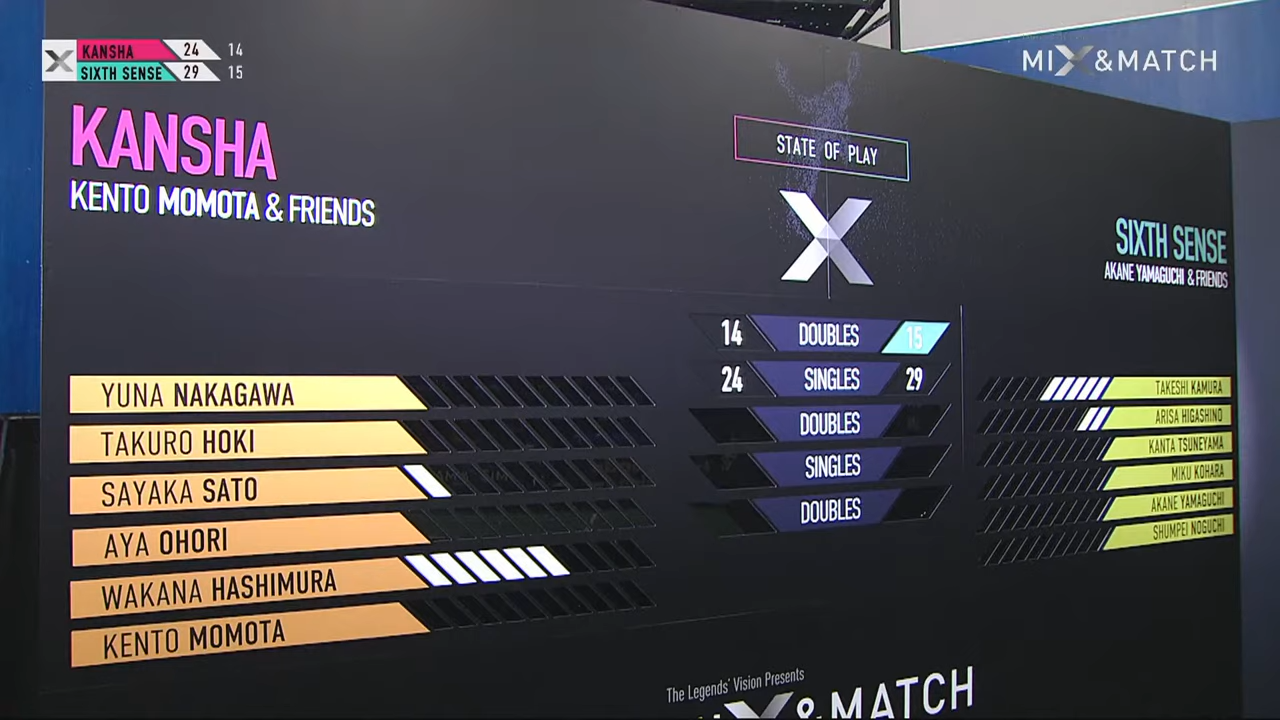 KANSHA 24 14
SIXTH SENSE 29 15
MIX&MATCH
KANSHA
KENTO MOMOTA & FRIENDS
STATE OF PLAY
X
SIXTH SENSE
AKANE YAMAGUCHI & FRIENDS
14 DOUBLES 15
24 SINGLES 29
DOUBLES
SINGLES
DOUBLES
YUNA NAKAGAWA
TAKURO HOKI
SAYAKA SATO
AYA OHORI
WAKANA HASHIMURA
KENTO MOMOTA
TAKESHI KAMURA
ARISA HIGASHINO
KANTA TSUNEYAMA
MIKU KOHARA
AKANE YAMAGUCHI
SHUMPEI NOGUCHI
The Legends' Vision Presents
MIX & MATCH